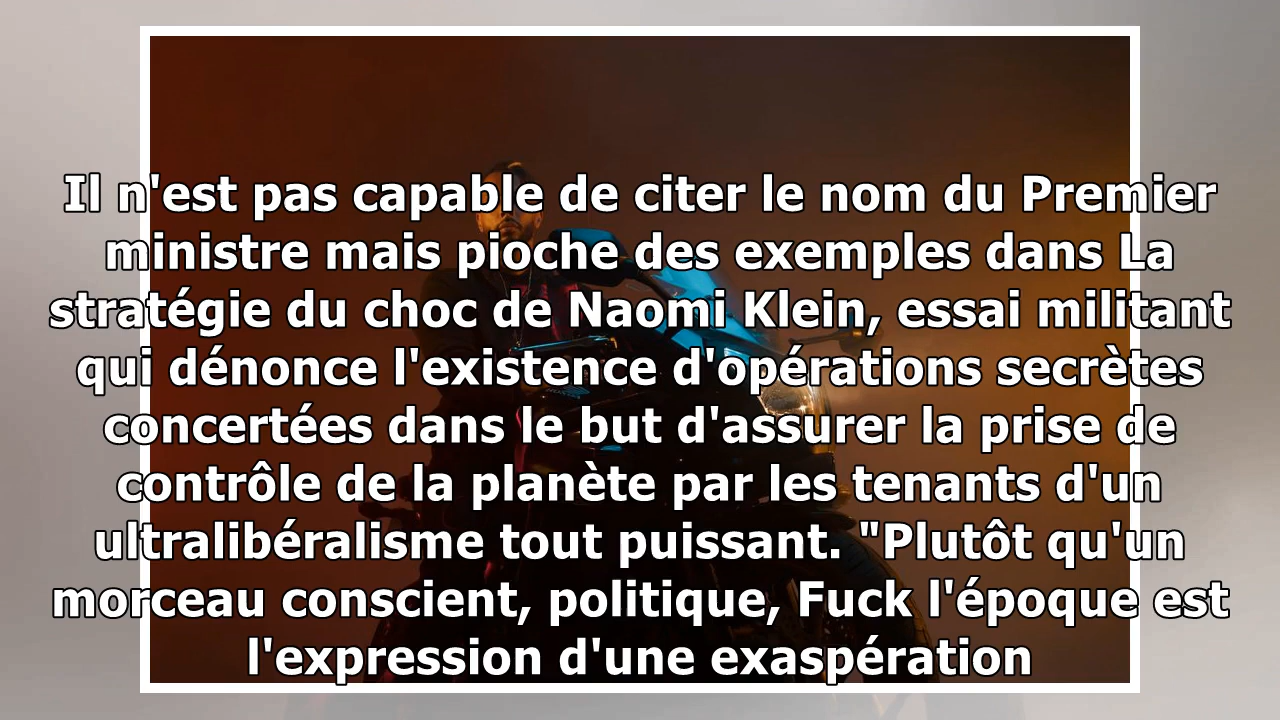 Il n'est pas capable de citer le nom du Premier
ministre mais pioche des exemples dans La
stratégie du choc de Naomi Klein, essai militant
qui dénonce l'existence d'opérations secrètes
concertées dans le but d'assurer la prise de
contrôle de la planète par les tenants d'un
ultralibéralisme tout puissant. "Plutôt qu'un
morceau conscient, politique, Fuck l'époque est
l'expression d'une exaspération